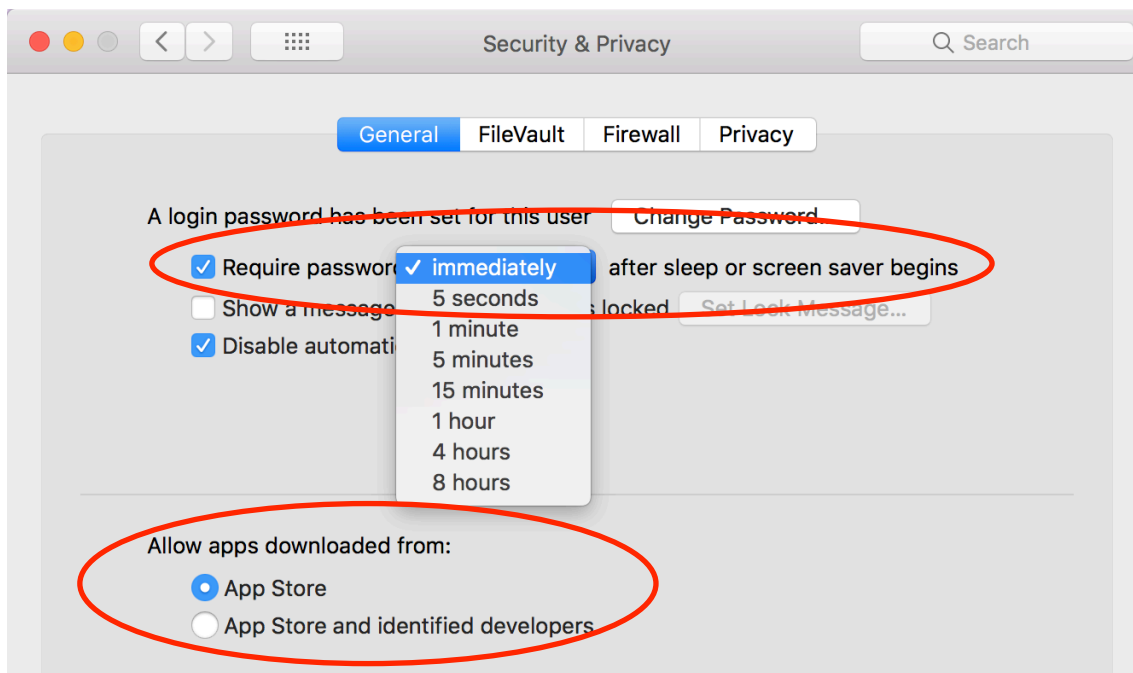 Security & Privacy
Search
General FileVault Firewall Privacy
A login password has been set for this user Change Password...
Require password immediately after sleep or screen saver begins
5 seconds
Show a message s locked Set Lock Message...
1 minute
Disable automati
5 minutes
15 minutes
1 hour
4 hours
8 hours
Allow apps downloaded from:
App Store
App Store and identified developers